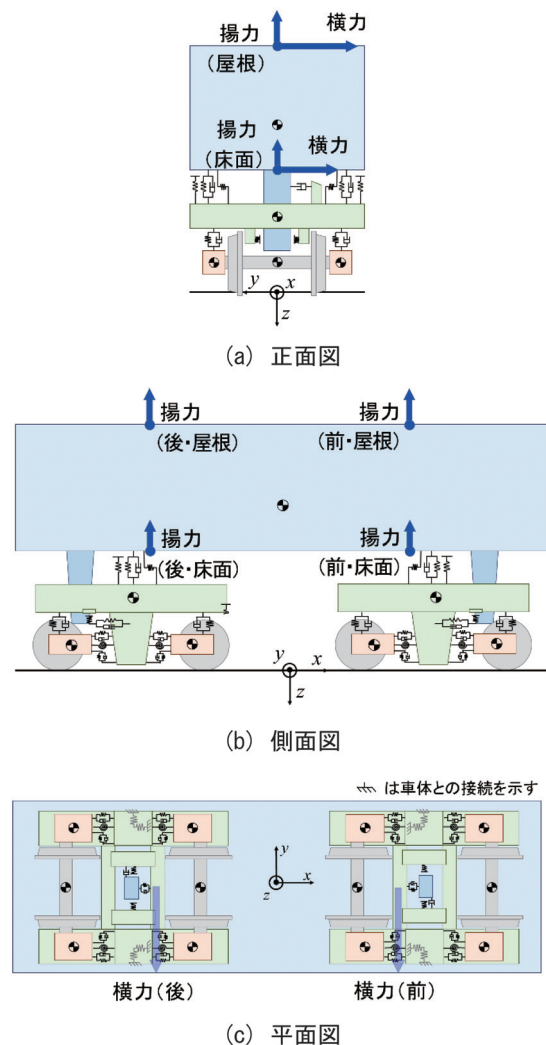 揚力
(屋根)
横力
揚力
(床面)
横力
y
x
z
(a) 正面図
揚力
(後・屋根)
揚力
(前・屋根)
揚力
(後・床面)
揚力
(前・床面)
y
x
z
(b) 側面図
は車体との接続を示す
y
x
z
横力(後)
横力(前)
(c) 平面図